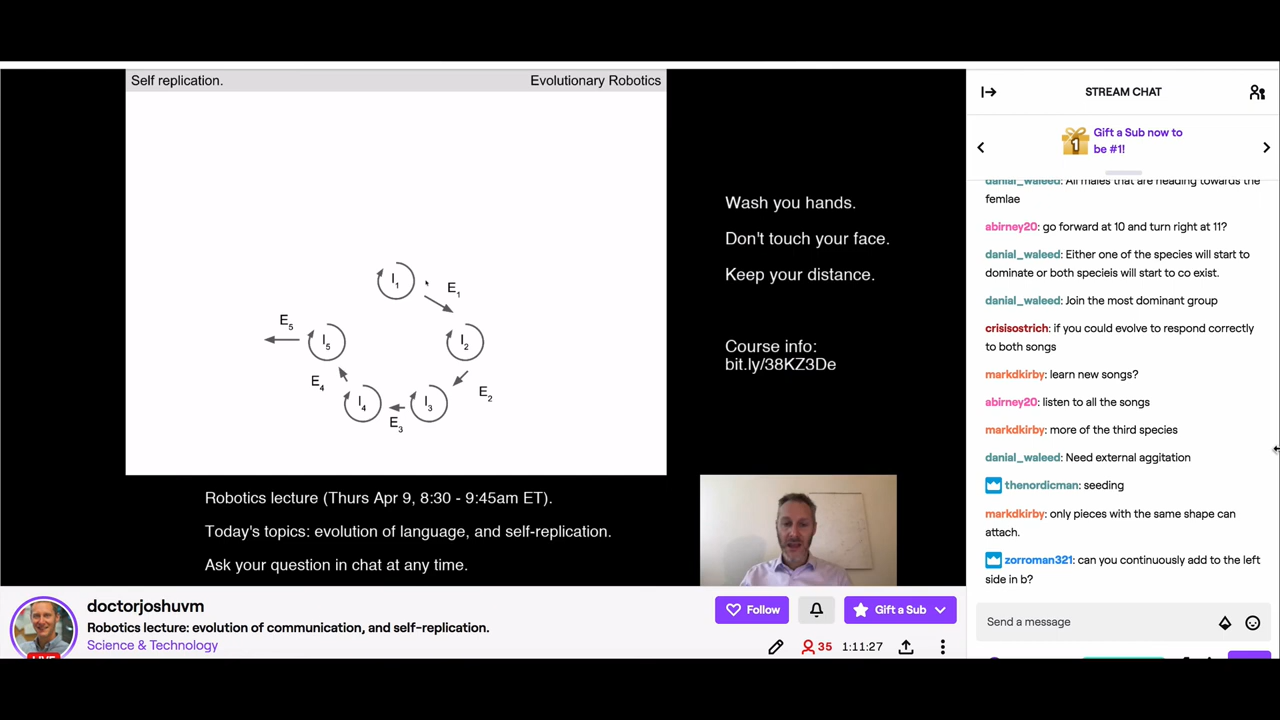 Self replication.
Evolutionary Robotics
I1
E1
I2
E2
I3
E3
I4
E4
I5
E5
Wash you hands.
Don't touch your face.
Keep your distance.
Course info:
bit.ly/38KZ3De
Robotics lecture (Thurs Apr 9, 8:30 - 9:45am ET).
Today's topics: evolution of language, and self-replication.
Ask your question in chat at any time.
doctorjoshuvm
Robotics lecture: evolution of communication, and self-replication.
Science & Technology
LIVE
Follow
Gift a Sub
35
1:11:27
STREAM CHAT
1
Gift a Sub now to
be #1!
danial_waleed: All males that are heading towards the
femlae
abirney20: go forward at 10 and turn right at 11?
danial_waleed: Either one of the species will start to
dominate or both specieis will start to co exist.
danial_waleed: Join the most dominant group
crisisostrich: if you could evolve to respond correctly
to both songs
markdkirby: learn new songs?
abirney20: listen to all the songs
markdkirby: more of the third species
danial_waleed: Need external aggitation
thenordicman: seeding
markdkirby: only pieces with the same shape can
attach.
zorroman321: can you continuously add to the left
side in b?
Send a message